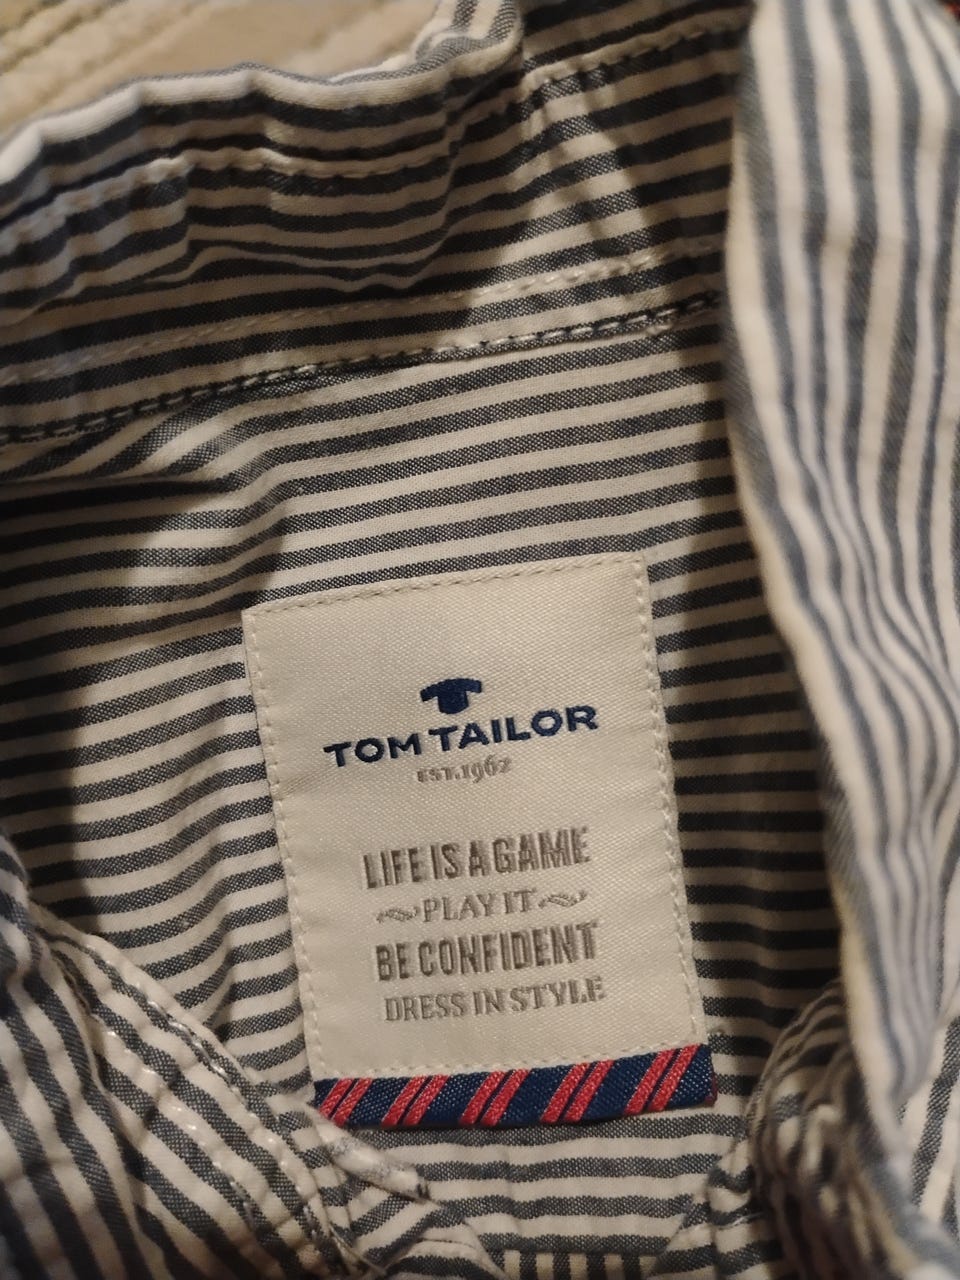 TOM TAILOR
EST.1962
LIFE IS A GAME
PLAY IT
BE CONFIDENT
DRESS IN STYLE